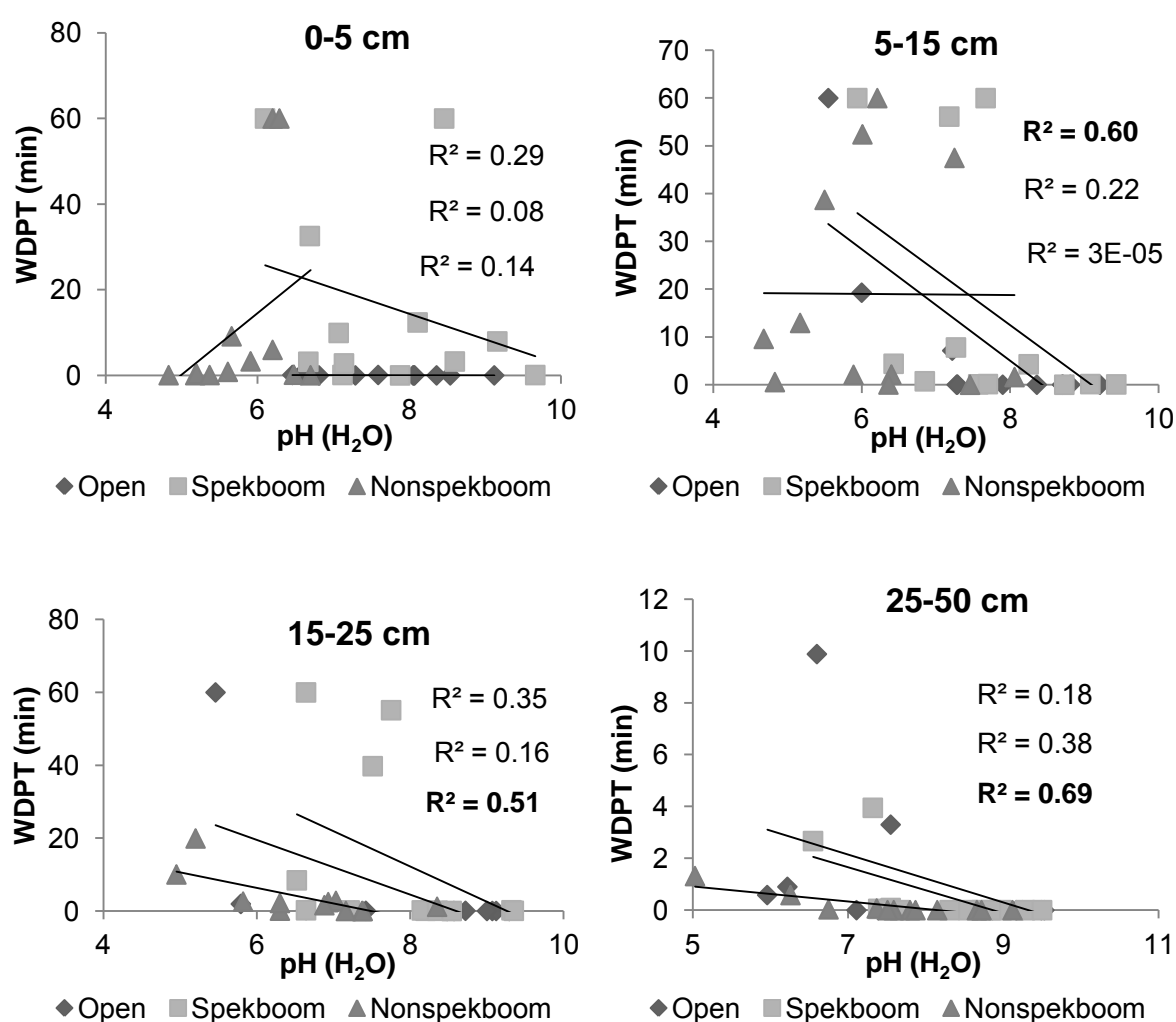 0-5 cm
WDPT (min)
80
60
40
20
0
R² = 0.29
R² = 0.08
R² = 0.14
4 6 8 10
pH (H₂O)
Open Spekboom Nonspekboom
5-15 cm
WDPT (min)
70
60
50
40
30
20
10
0
R² = 0.60
R² = 0.22
R² = 3E-05
4 6 8 10
pH (H₂O)
Open Spekboom Nonspekboom
15-25 cm
WDPT (min)
80
60
40
20
0
R² = 0.35
R² = 0.16
R² = 0.51
4 6 8 10
pH (H₂O)
Open Spekboom Nonspekboom
25-50 cm
WDPT (min)
12
10
8
6
4
2
0
R² = 0.18
R² = 0.38
R² = 0.69
5 7 9 11
pH (H₂O)
Open Spekboom Nonspekboom